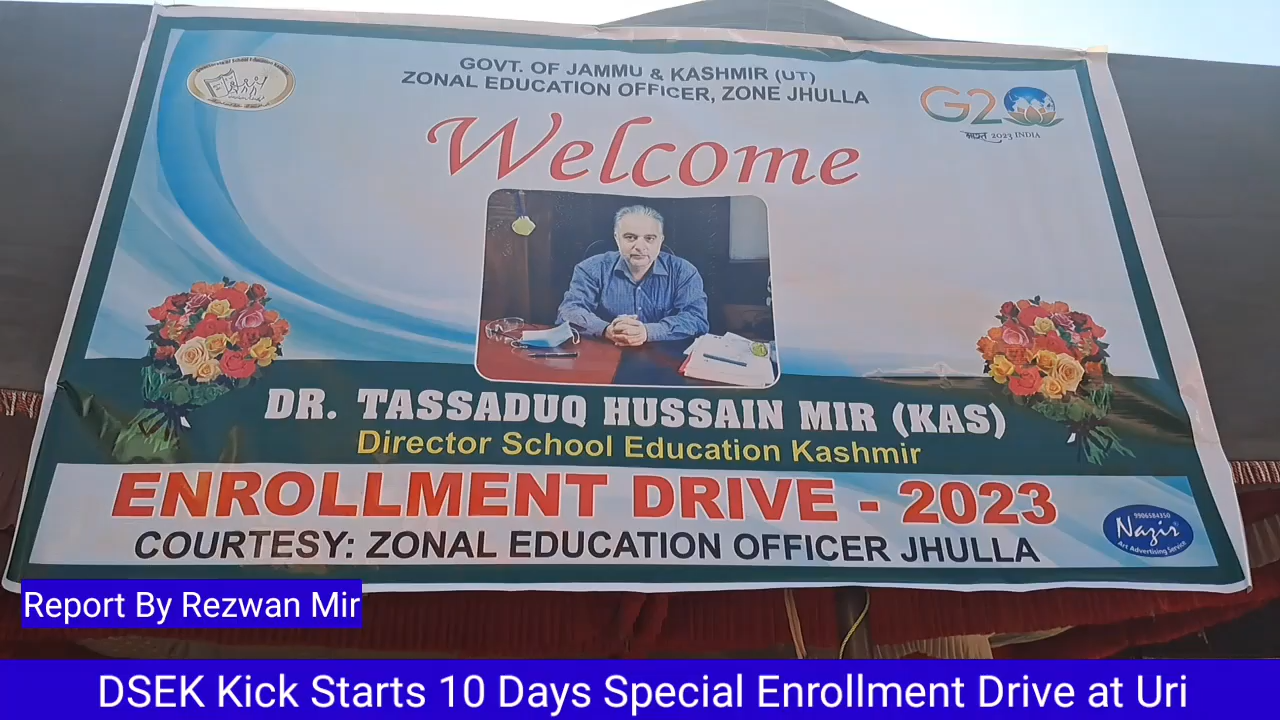 GOVT. OF JAMMU & KASHMIR (UT)
ZONAL EDUCATION OFFICER, ZONE JHULLA
G20
भारत 2023 INDIA
Welcome
DR. TASSADUQ HUSSAIN MIR (KAS)
Director School Education Kashmir
ENROLLMENT DRIVE - 2023
COURTESY: ZONAL EDUCATION OFFICER JHULLA
9906584350
Nazir
Art Advertising Service
Report By Rezwan Mir
DSEK Kick Starts 10 Days Special Enrollment Drive at Uri